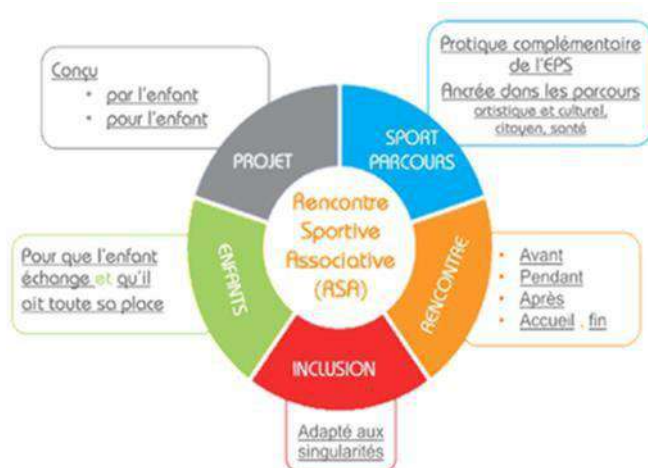 Conçu
• par l'enfant
• pour l'enfant
Pratique complémentaire
de l'EPS
Ancrée dans les parcours
artistique et culturel,
citoyen, santé
PROJET
SPORT
PARCOURS
Rencontre
Sportive
Associative
(RSA)
ENFANTS
RENCONTRE
INCLUSION
Pour que l'enfant
échange et qu'il
ait toute sa place
• Avant
• Pendant
• Après
• Accueil . fin
Adapté aux
singularités